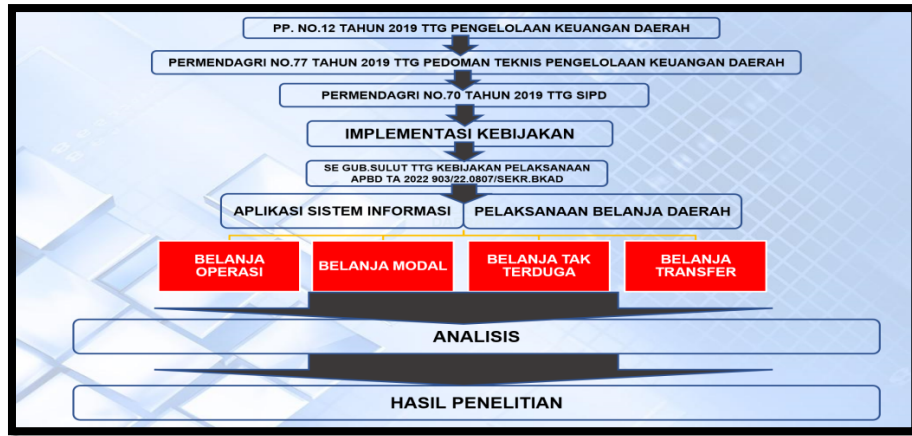 PP. NO.12 TAHUN 2019 TTG PENGELOLAAN KEUANGAN DAERAH
PERMENDAGRI NO.77 TAHUN 2019 TTG PEDOMAN TEKNIS PENGELOLAAN KEUANGAN DAERAH
PERMENDAGRI NO.70 TAHUN 2019 TTG SIPD
IMPLEMENTASI KEBIJAKAN
SE GUB.SULUT TTG KEBIJAKAN PELAKSANAAN
APBD TA 2022 903/22.0807/SEKR.BKAD
APLIKASI SISTEM INFORMASI
PELAKSANAAN BELANJA DAERAH
BELANJA
OPERASI
BELANJA MODAL
BELANJA TAK
TERDUGA
BELANJA
TRANSFER
ANALISIS
HASIL PENELITIAN